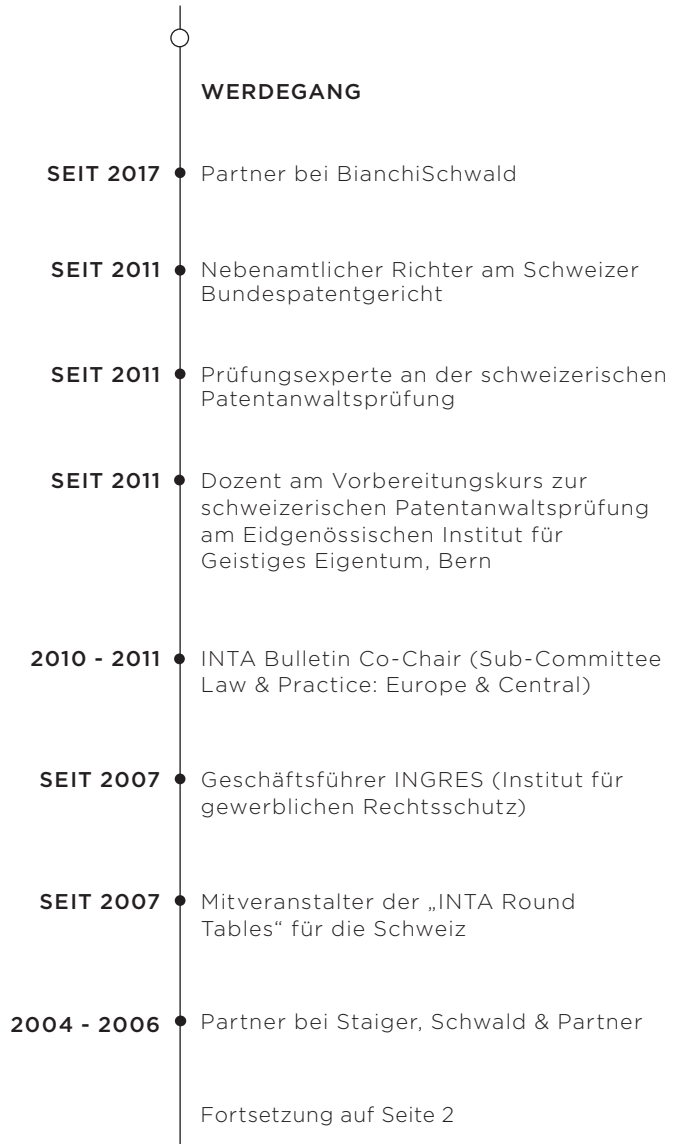 WERDEGANG
SEIT 2017 Partner bei BianchiSchwald
SEIT 2011 Nebenamtlicher Richter am Schweizer
Bundespatentgericht
SEIT 2011 Prüfungsexperte an der schweizerischen
Patentanwaltsprüfung
SEIT 2011 Dozent am Vorbereitungskurs zur
schweizerischen Patentanwaltsprüfung
am Eidgenössischen Institut für
Geistiges Eigentum, Bern
2010 - 2011 INTA Bulletin Co-Chair (Sub-Committee
Law & Practice: Europe & Central)
SEIT 2007 Geschäftsführer INGRES (Institut für
gewerblichen Rechtsschutz)
SEIT 2007 Mitveranstalter der „INTA Round
Tables“ für die Schweiz
2004 - 2006 Partner bei Staiger, Schwald & Partner
Fortsetzung auf Seite 2